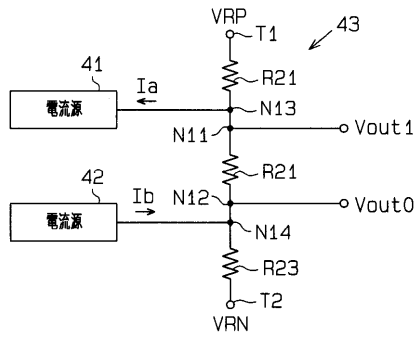 VRP
T1
43
41
Ia
R21
電流源
N13
N11
Vout1
42
R21
Ib
N12
Vout0
電流源
N14
R23
T2
VRN